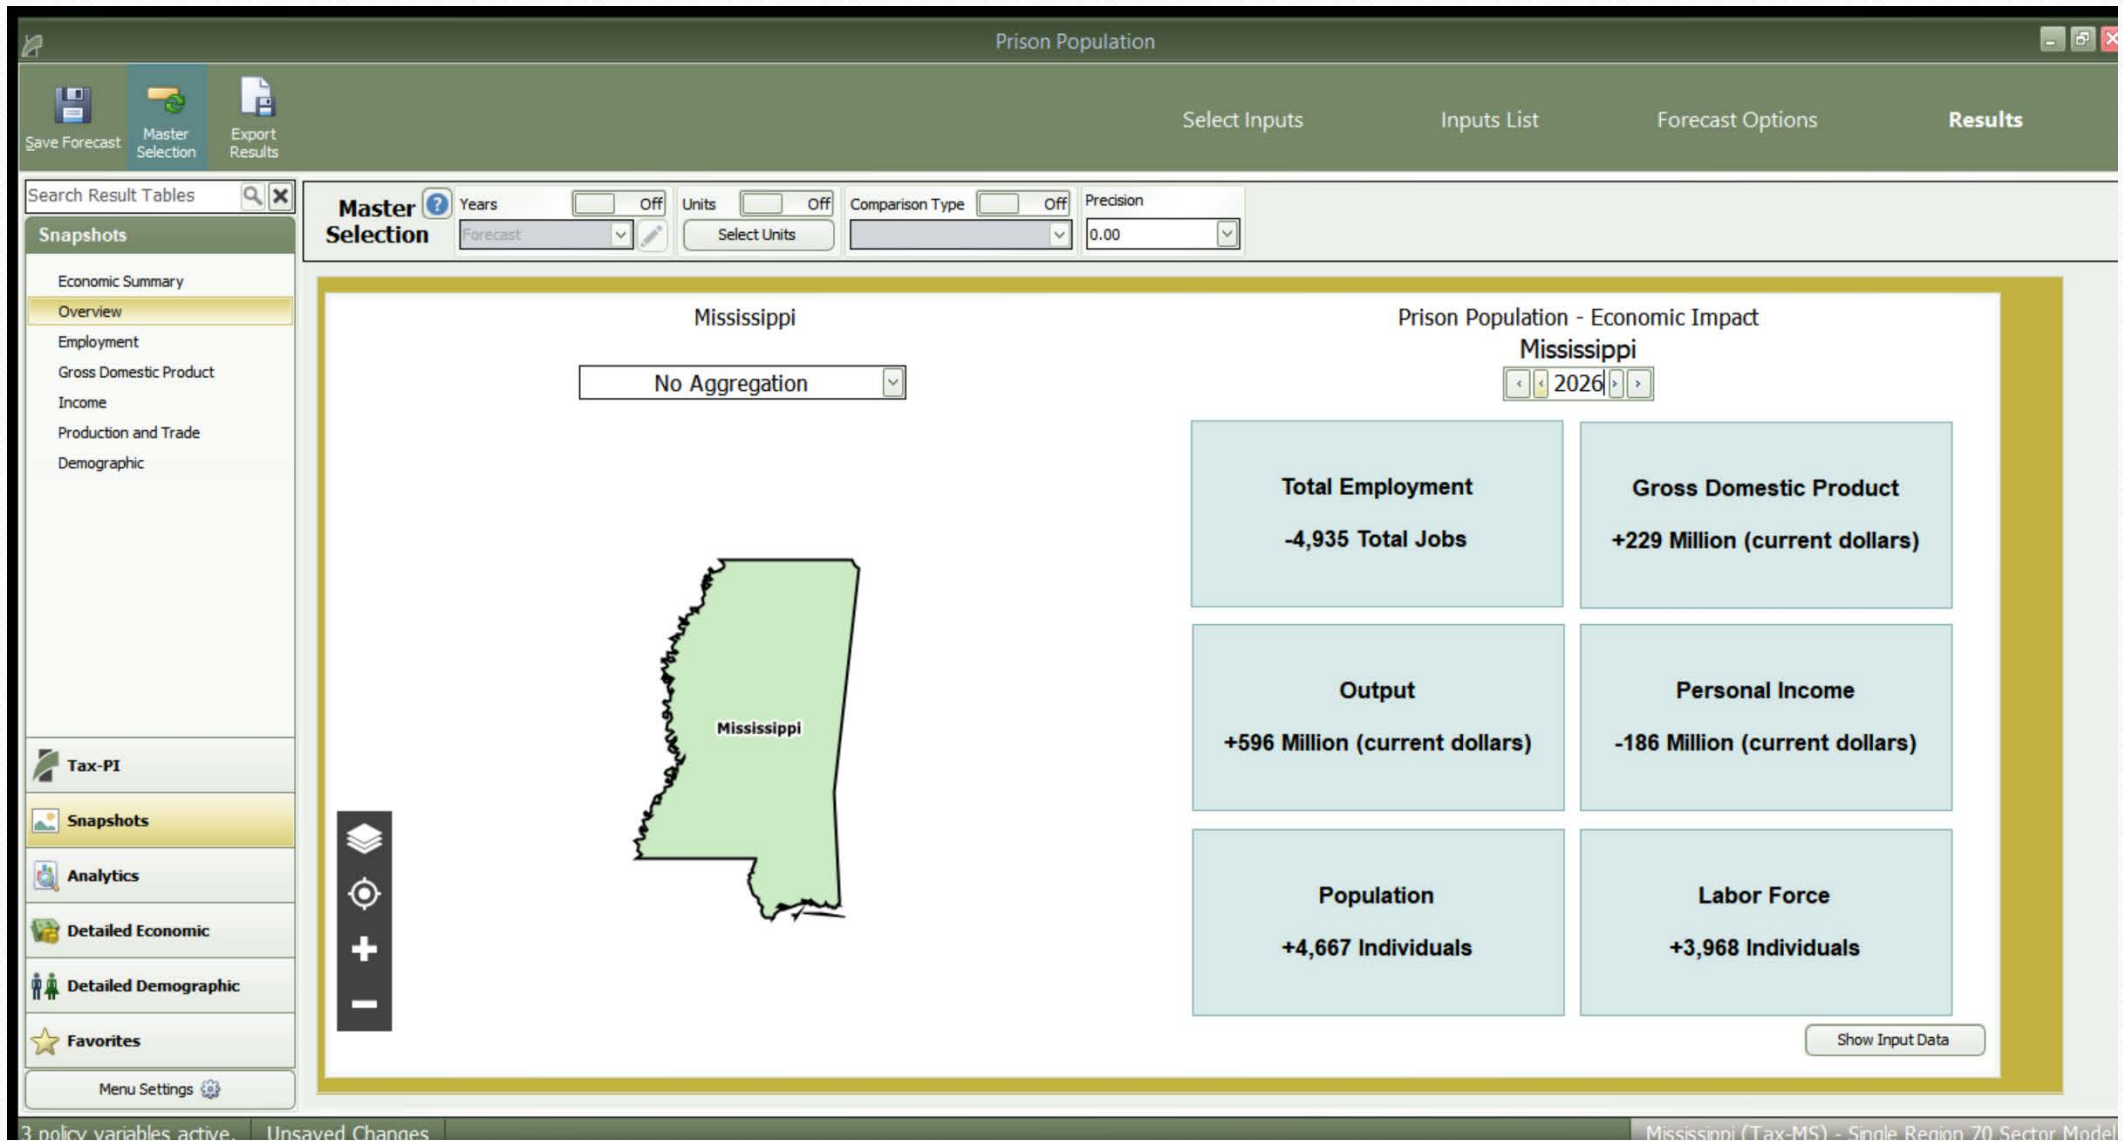 Prison Population
Save Forecast
Master
Selection
Export
Results
Select Inputs
Inputs List
Forecast Options
Results
Search Result Tables
Snapshots
Economic Summary
Overview
Employment
Gross Domestic Product
Income
Production and Trade
Demographic
Tax-PI
Snapshots
Analytics
Detailed Economic
Detailed Demographic
Favorites
Menu Settings
Master
Selection
Years
Off
Forecast
Units
Off
Select Units
Comparison Type
Off
Precision
0.00
Mississippi
No Aggregation
Mississippi
Prison Population - Economic Impact
Mississippi
2026
Total Employment
-4,935 Total Jobs
Gross Domestic Product
+229 Million (current dollars)
Output
+596 Million (current dollars)
Personal Income
-186 Million (current dollars)
Population
+4,667 Individuals
Labor Force
+3,968 Individuals
Show Input Data
3 policy variables active.
Unsaved Changes
Mississippi (Tax-MS) - Single Region 70 Sector Model